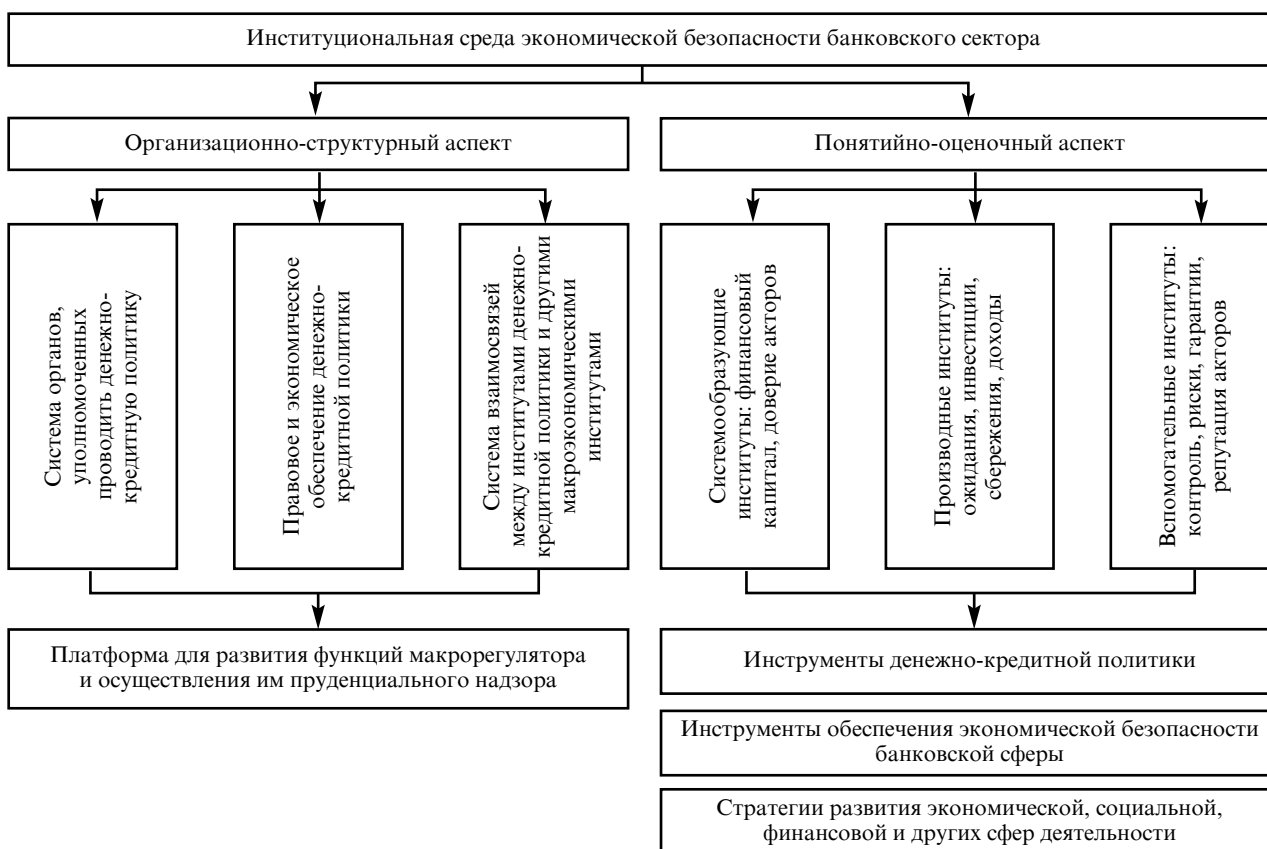 Институциональная среда экономической безопасности банковского сектора
Организационно-структурный аспект
Понятийно-оценочный аспект
Система органов,
уполномоченных
проводить денежно-
кредитную политику
Правовое и экономическое
обеспечение денежно-
кредитной политики
Система взаимосвязей
между институтами денежно-
кредитной политики и другими
макроэкономическими
институтами
Системообразующие
институты: финансовый
капитал, доверие акторов
Производные институты:
ожидания, инвестиции,
сбережения, доходы
Вспомогательные институты:
контроль, риски, гарантии,
репутация акторов
Платформа для развития функций макрорегулятора
и осуществления им пруденциального надзора
Инструменты денежно-кредитной политики
Инструменты обеспечения экономической безопасности
банковской сферы
Стратегии развития экономической, социальной,
финансовой и других сфер деятельности